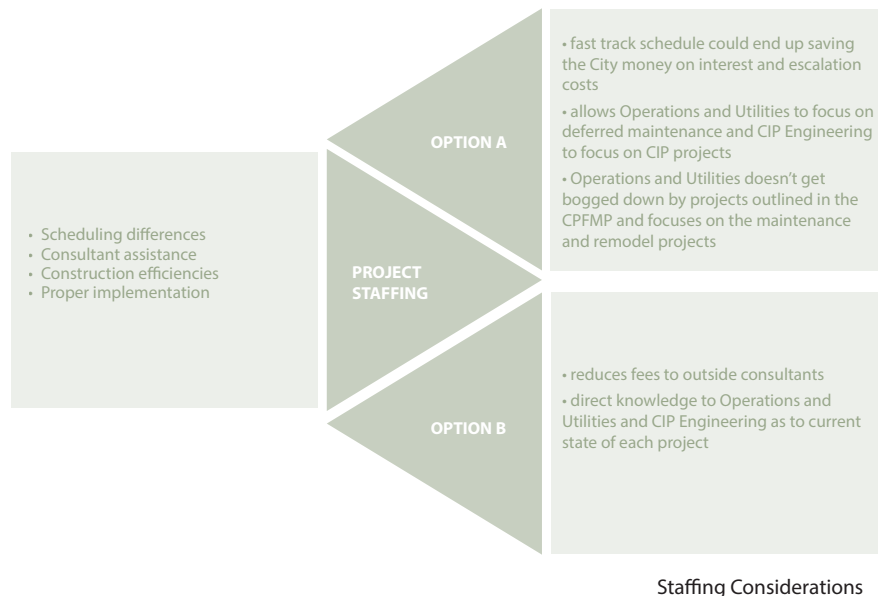 • Scheduling differences
• Consultant assistance
• Construction efficiencies
• Proper implementation
PROJECT
STAFFING
OPTION A
• fast track schedule could end up saving
the City money on interest and escalation
costs
• allows Operations and Utilities to focus on
deferred maintenance and CIP Engineering
to focus on CIP projects
• Operations and Utilities doesn't get
bogged down by projects outlined in the
CPFMP and focuses on the maintenance
and remodel projects
OPTION B
• reduces fees to outside consultants
• direct knowledge to Operations and
Utilities and CIP Engineering as to current
state of each project
Staffing Considerations